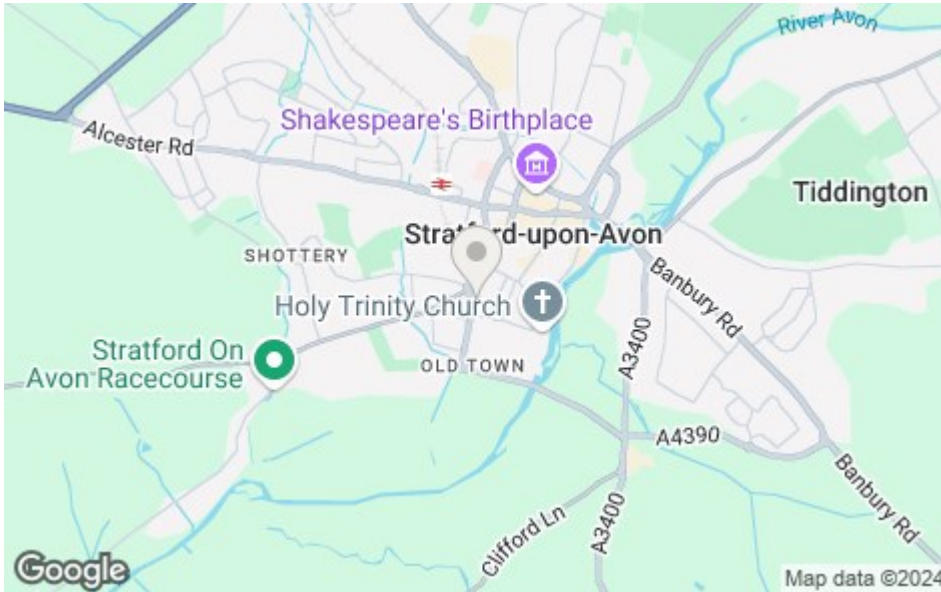 River Avon
Shakespeare's Birthplace
Alcester Rd
Tiddington
Stratford-upon-Avon
SHOTTERY
Banbury Rd
Holy Trinity Church
A3400
Stratford On
Avon Racecourse
OLD TOWN
A4390
Banbury Rd
Clifford Ln
A3400
Google
Map data ©2024